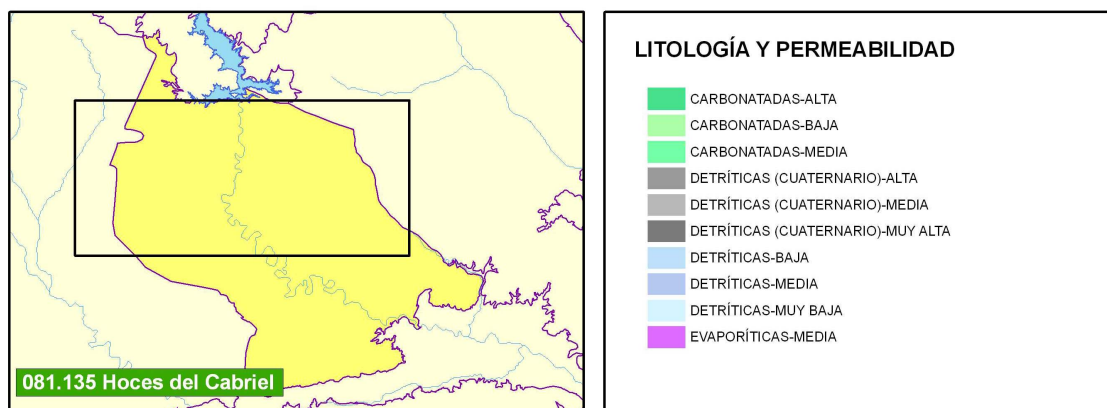 081.135 Hoces del Cabriel
LITOLOGÍA Y PERMEABILIDAD
CARBONATADAS-ALTA
CARBONATADAS-BAJA
CARBONATADAS-MEDIA
DETRÍTICAS (CUATERNARIO)-ALTA
DETRÍTICAS (CUATERNARIO)-MEDIA
DETRÍTICAS (CUATERNARIO)-MUY ALTA
DETRÍTICAS-BAJA
DETRÍTICAS-MEDIA
DETRÍTICAS-MUY BAJA
EVAPORÍTICAS-MEDIA